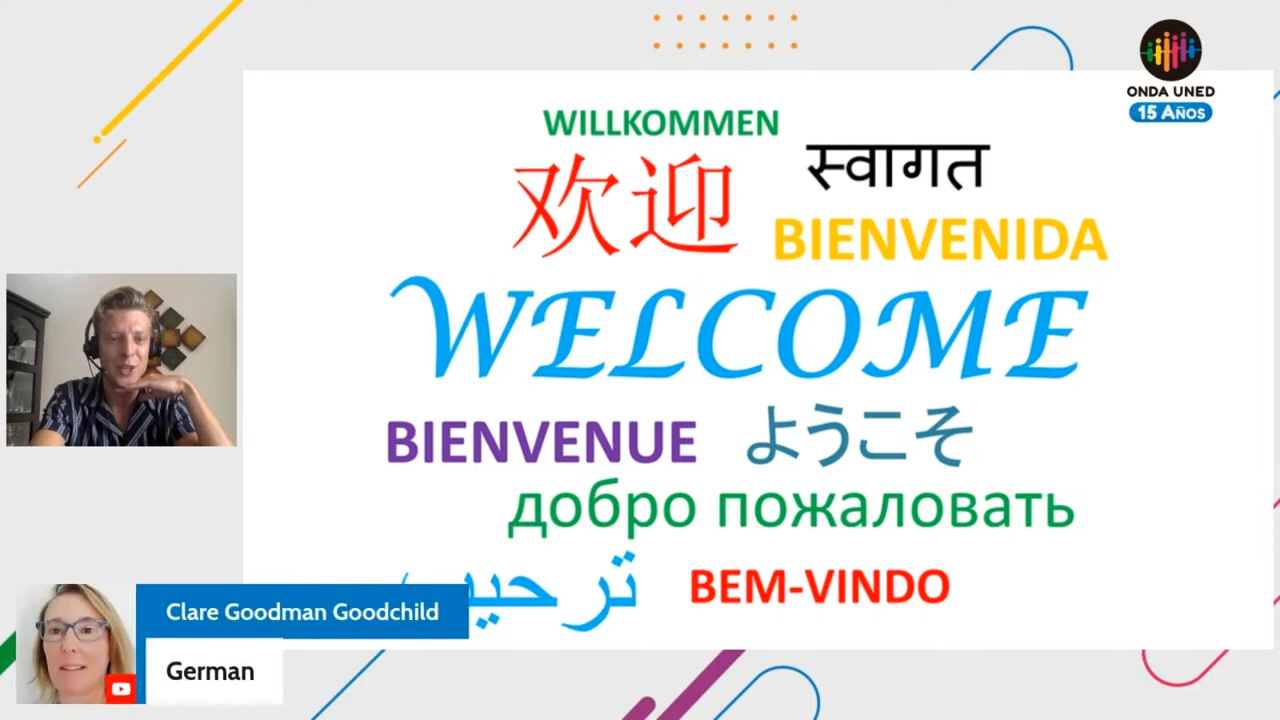 ONDA UNED
15 AÑOS
WILLKOMMEN
欢迎
स्वागत
BIENVENIDA
WELCOME
BIENVENUE
ようこそ
добро пожаловать
BEM-VINDO
Clare Goodman Goodchild
German